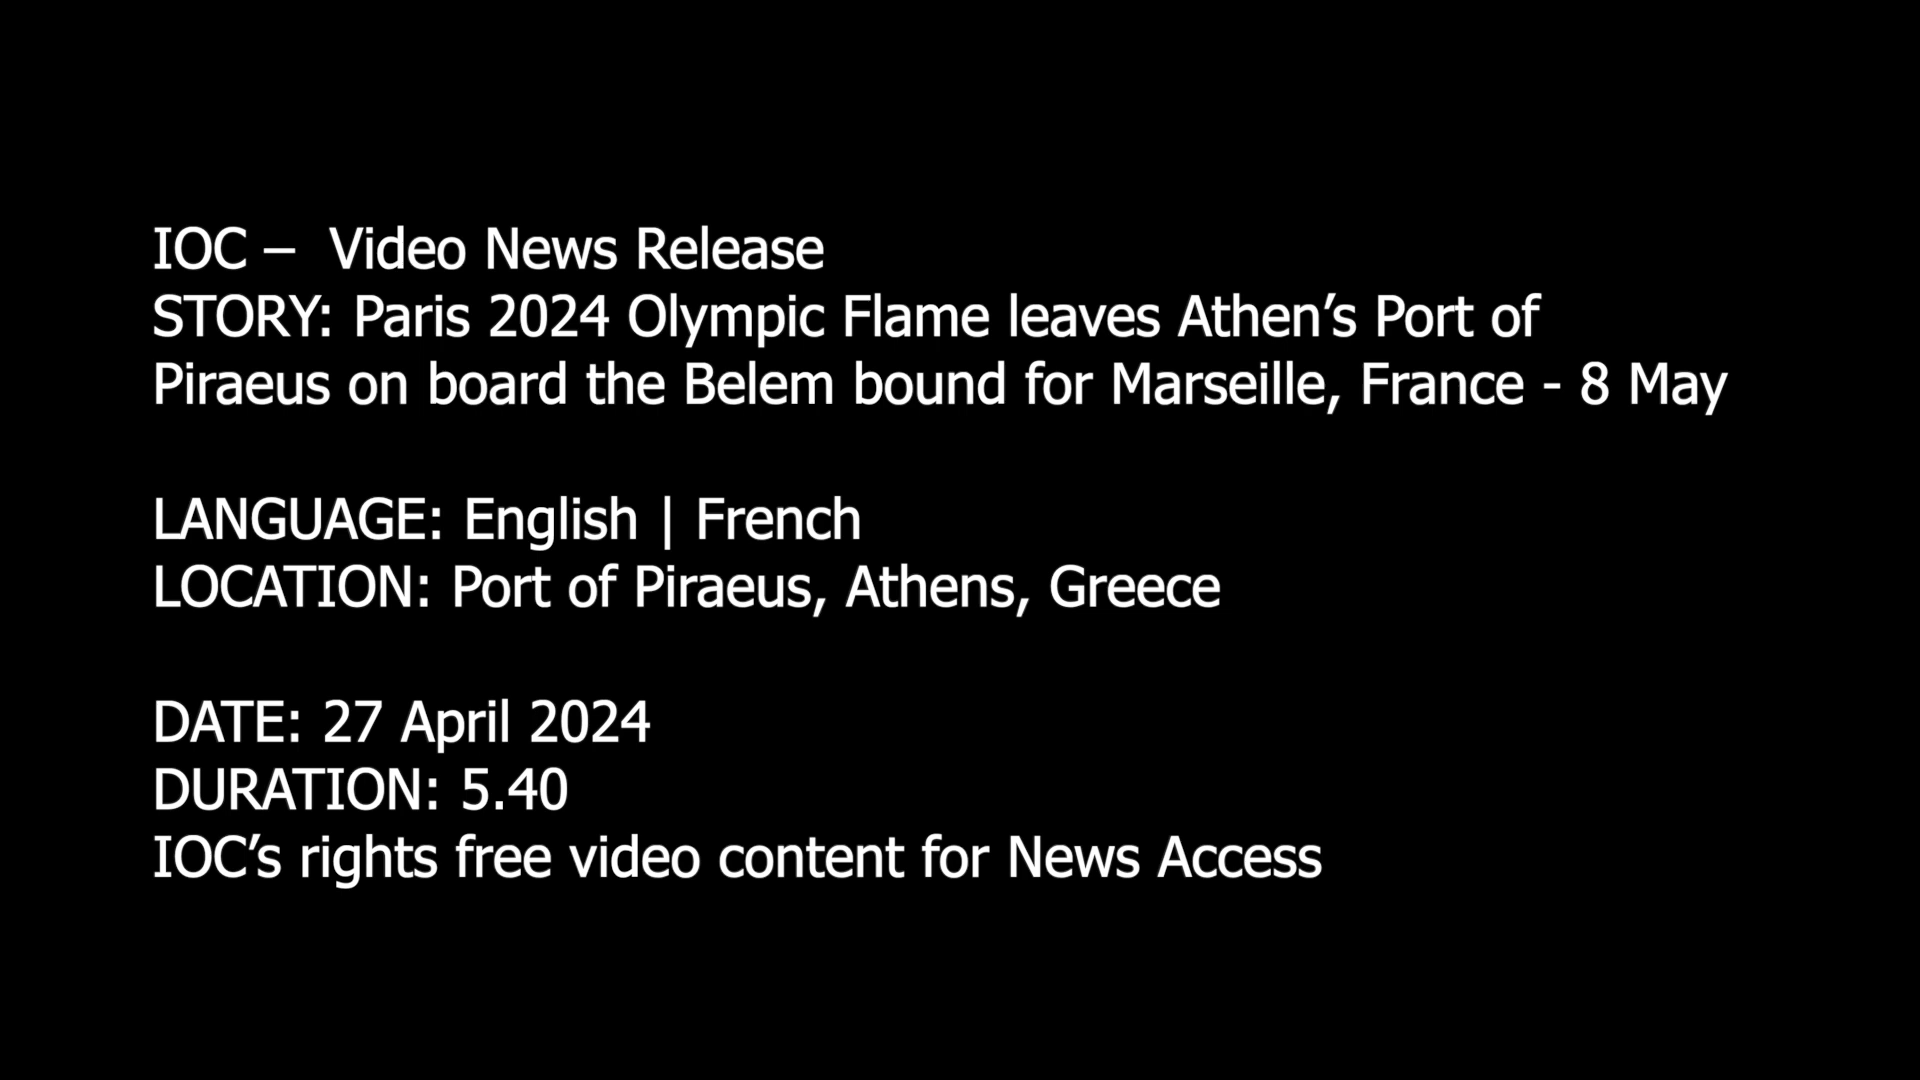 IOC –  Video News Release
STORY: Paris 2024 Olympic Flame leaves Athen’s Port of
Piraeus on board the Belem bound for Marseille, France - 8 May
LANGUAGE: English | French
LOCATION: Port of Piraeus, Athens, Greece
DATE: 27 April 2024
DURATION: 5.40
IOC’s rights free video content for News Access